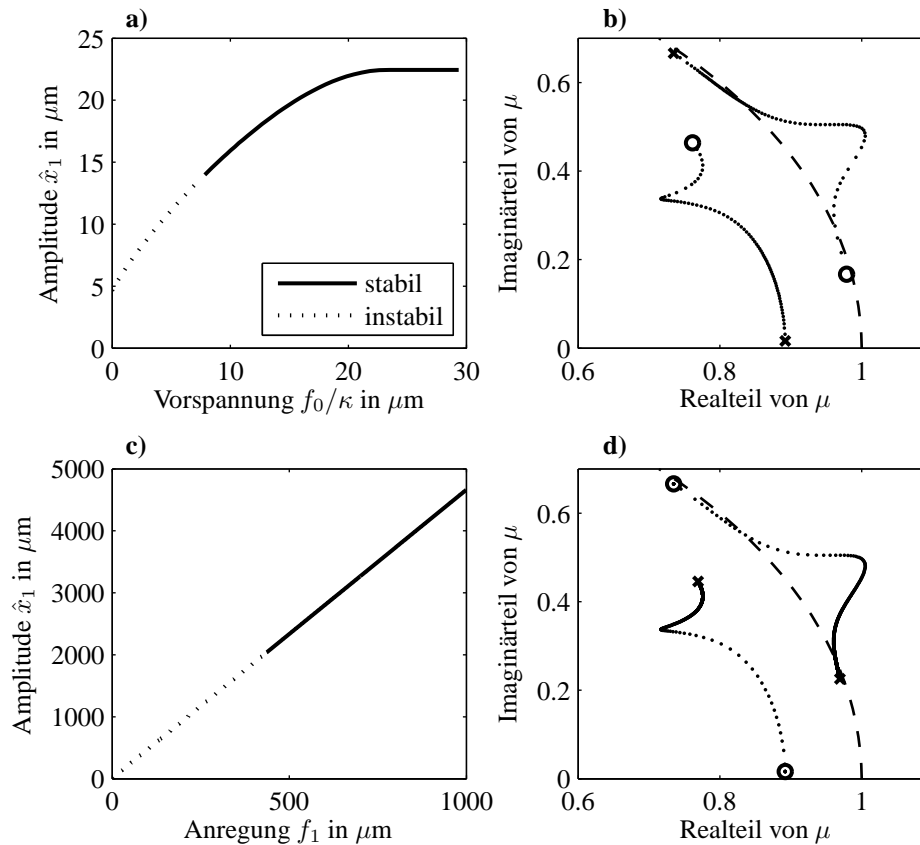 a)
25
20
15
10
5
0
Amplitude x̂₁ in μm
stabil
instabil
0
10
20
30
Vorspannung f₀/κ in μm
b)
0.6
0.4
0.2
0
Imaginärteil von μ
0.6
0.8
1
Realteil von μ
c)
5000
4000
3000
2000
1000
0
Amplitude x̂₁ in μm
0
500
1000
Anregung f₁ in μm
d)
0.6
0.4
0.2
0
Imaginärteil von μ
0.6
0.8
1
Realteil von μ